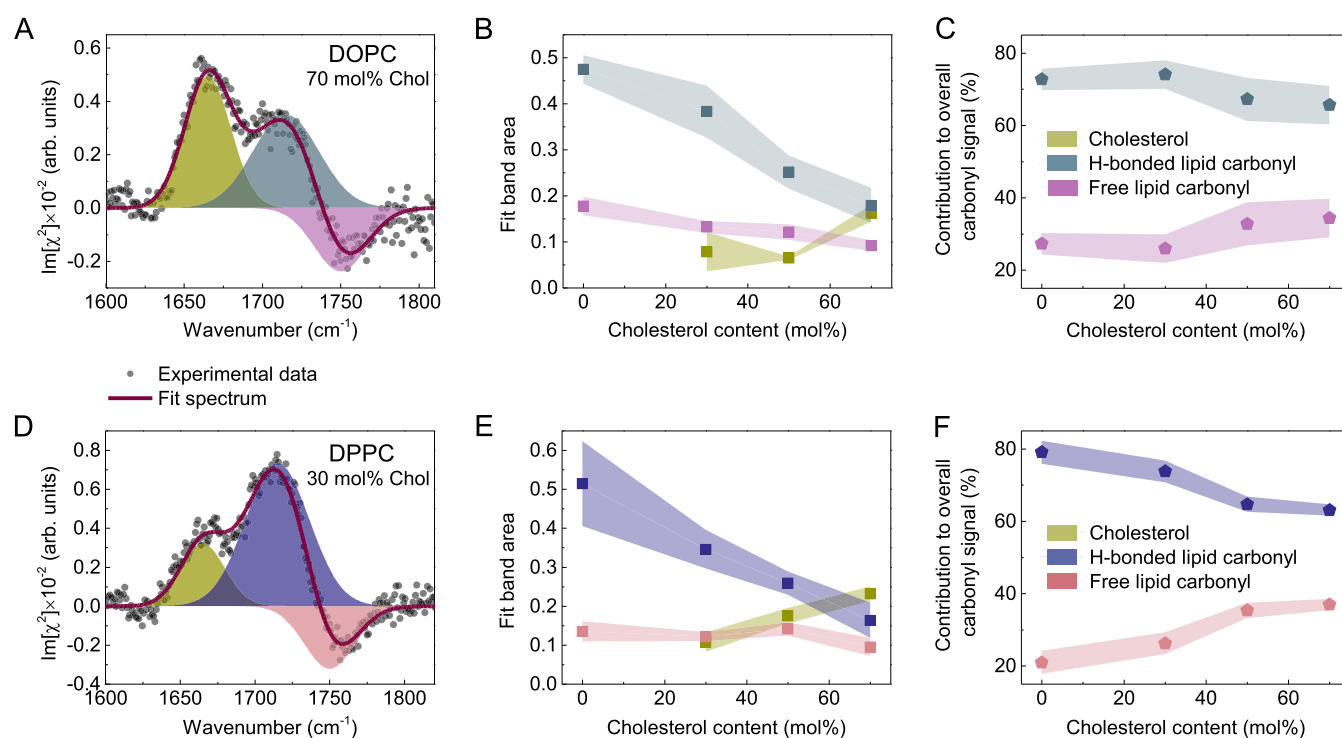 A
DOPC
70 mol% Chol
Im[χ²]×10⁻² (arb. units)
0.6
0.4
0.2
0.0
-0.2
1600
1650
1700
1750
1800
Wavenumber (cm⁻¹)
B
Fit band area
0.5
0.4
0.3
0.2
0.1
0.0
0
20
40
60
Cholesterol content (mol%)
C
Contribution to overall
carbonyl signal (%)
80
60
40
20
Cholesterol
H-bonded lipid carbonyl
Free lipid carbonyl
0
20
40
60
Cholesterol content (mol%)
Experimental data
Fit spectrum
D
DPPC
30 mol% Chol
Im[χ²]×10⁻² (arb. units)
0.8
0.6
0.4
0.2
0.0
-0.2
-0.4
1600
1650
1700
1750
1800
Wavenumber (cm⁻¹)
E
Fit band area
0.6
0.5
0.4
0.3
0.2
0.1
0.0
0
20
40
60
Cholesterol content (mol%)
F
Contribution to overall
carbonyl signal (%)
80
60
40
20
Cholesterol
H-bonded lipid carbonyl
Free lipid carbonyl
0
20
40
60
Cholesterol content (mol%)